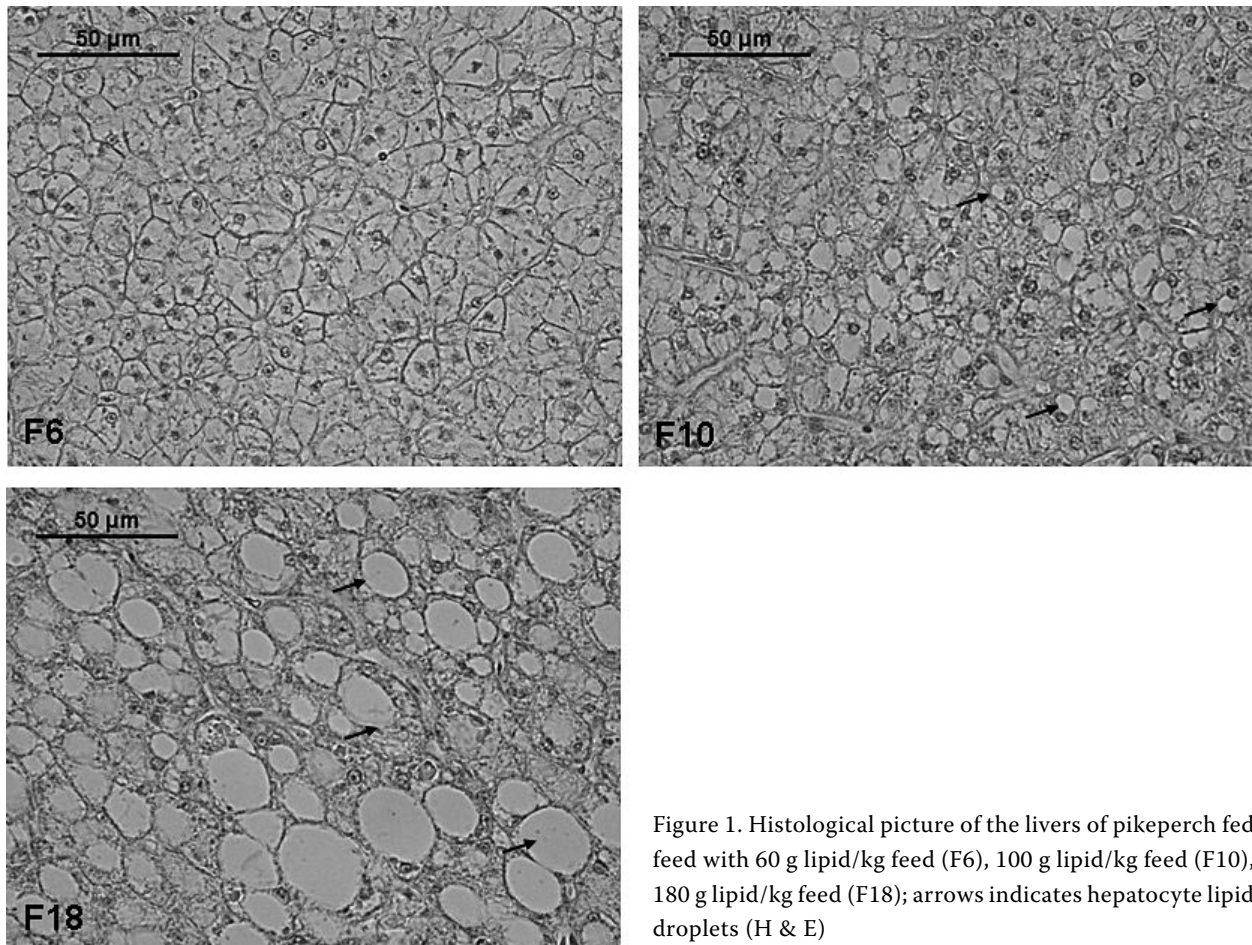 50 µm
50 µm
F6
F10
50 µm
F18
Figure 1. Histological picture of the livers of pikeperch fed
feed with 60 g lipid/kg feed (F6), 100 g lipid/kg feed (F10),
180 g lipid/kg feed (F18); arrows indicates hepatocyte lipid
droplets (H & E)